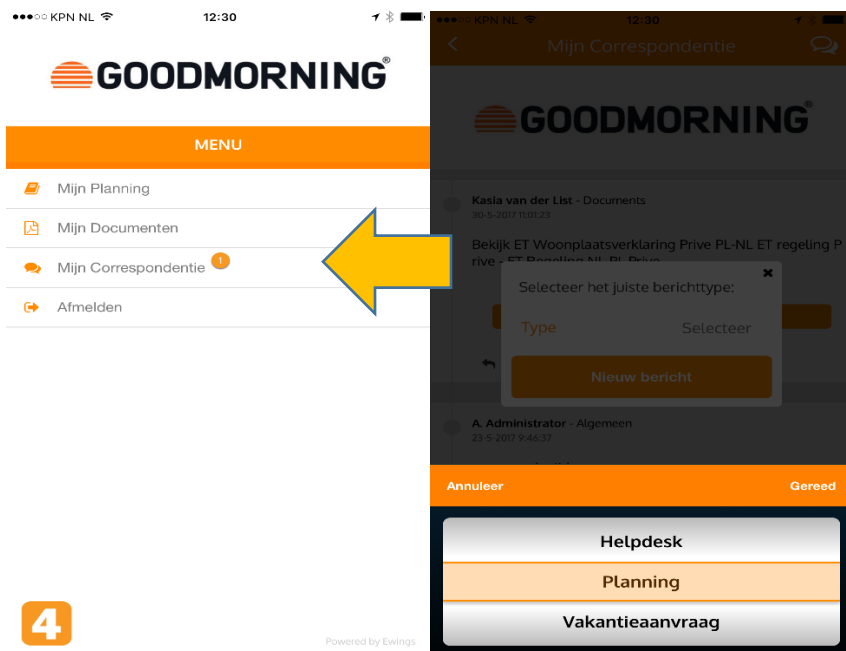 KPN NL 12:30
GOODMORNING®
MENU
Mijn Planning
Mijn Documenten
Mijn Correspondentie 1
Afmelden
4
Powered by Ewings
KPN NL 12:30
Mijn Correspondentie
GOODMORNING®
Kasia van der List - Documents
30-5-2017 11:01:23
Bekijk ET Woonplaatsverklaring Prive PL-NL ET regeling P
rive - ET Regeling NL PL Prive
Selecteer het juiste berichttype:
Type Selecteer
Nieuw bericht
A. Administrator - Algemeen
23-5-2017 9:46:37
Annuleer Gereed
Helpdesk
Planning
Vakantieaanvraag